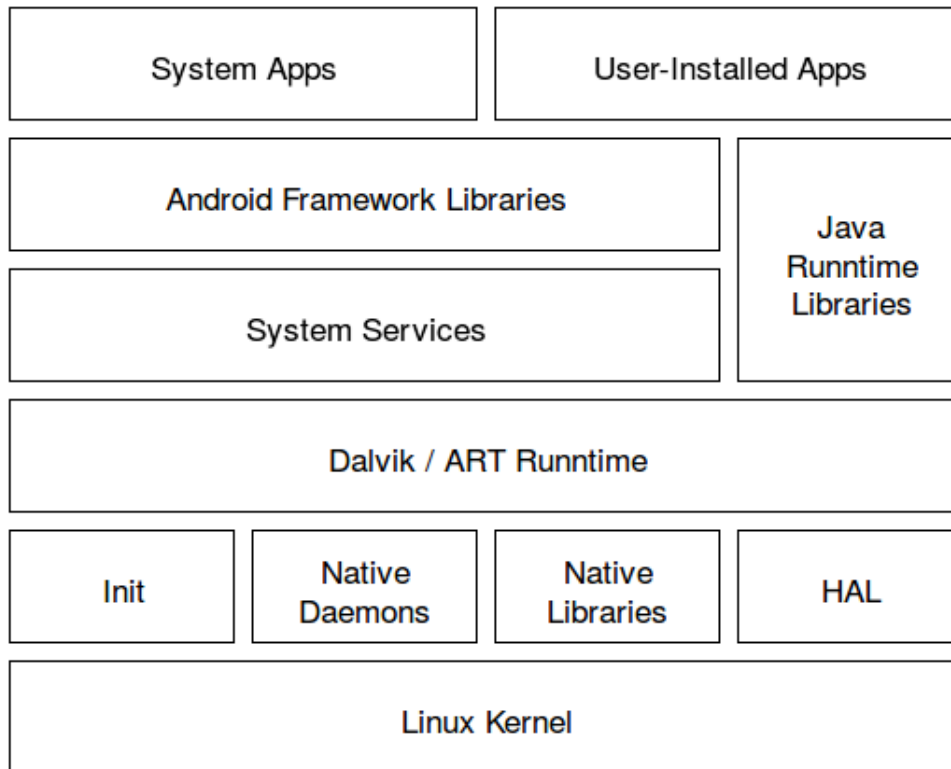 System Apps
User-Installed Apps
Android Framework Libraries
Java
Runntime
Libraries
System Services
Dalvik / ART Runntime
Init
Native
Daemons
Native
Libraries
HAL
Linux Kernel